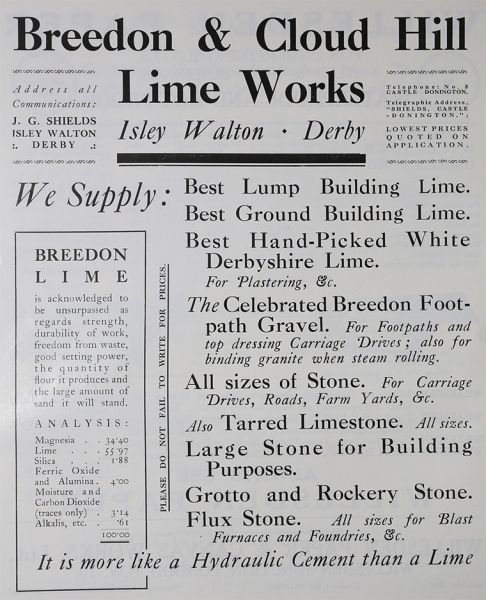 Breedon & Cloud Hill
Lime Works
Isley Walton · Derby
Address all
Communications:
J. G. SHIELDS
ISLEY WALTON
:. DERBY .:
Telephone: No. 8
CASTLE DONINGTON.
Telegraphic Address,
"SHIELDS, CASTLE
DONINGTON."
LOWEST PRICES
QUOTED ON
APPLICATION.
We Supply:
Best Lump Building Lime.
Best Ground Building Lime.
Best Hand-Picked White
Derbyshire Lime.
For Plastering, &c.
The Celebrated Breedon Foot-
path Gravel. For Footpaths and
top dressing Carriage Drives; also for
binding granite when steam rolling.
All sizes of Stone. For Carriage
Drives, Roads, Farm Yards, &c.
Also Tarred Limestone. All sizes.
Large Stone for Building
Purposes.
Grotto and Rockery Stone.
Flux Stone. All sizes for Blast
Furnaces and Foundries, &c.
BREEDON
LIME
is acknowledged to
be unsurpassed as
regards strength,
durability of work,
freedom from waste,
good setting power,
the quantity of
flour it produces and
the large amount of
sand it will stand.
ANALYSIS:
Magnesia . 34·40
Lime . . 55·97
Silica . . 1·88
Ferric Oxide
and Alumina. 4·00
Moisture and
Carbon Dioxide
(traces only) . 3·14
Alkalis, etc. . ·61
100·00
PLEASE DO NOT FAIL TO WRITE FOR PRICES.
It is more like a Hydraulic Cement than a Lime